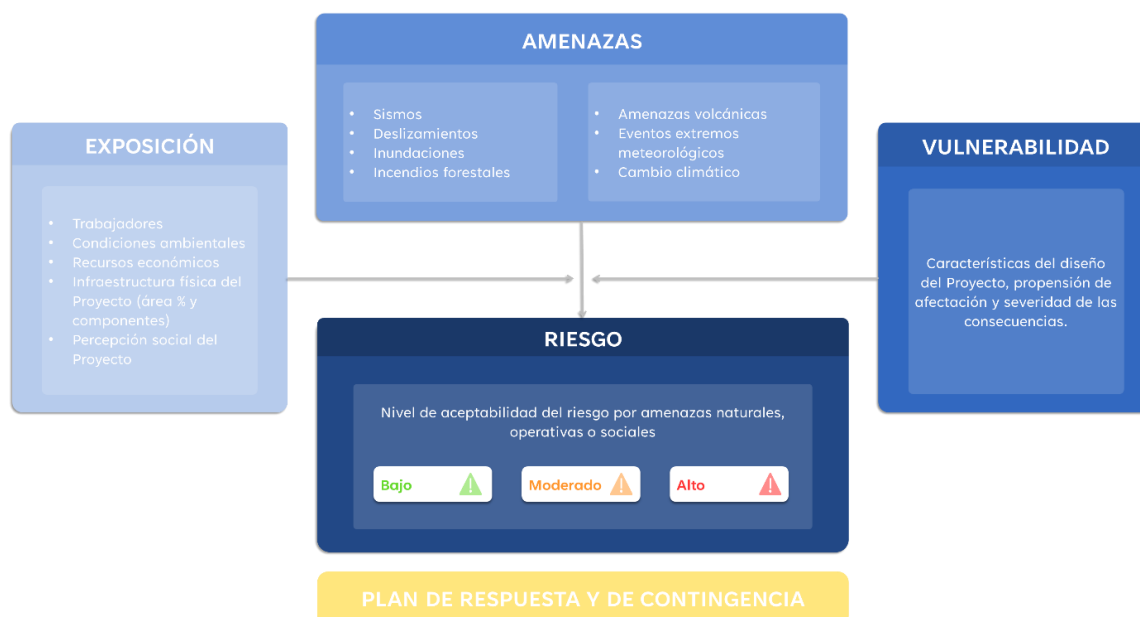 AMENAZAS
• Sismos
• Deslizamientos
• Inundaciones
• Incendios forestales
• Amenazas volcánicas
• Eventos extremos
meteorológicos
• Cambio climático
EXPOSICIÓN
• Trabajadores
• Condiciones ambientales
• Recursos económicos
• Infraestructura física del
Proyecto (área % y
componentes)
• Percepción social del
Proyecto
VULNERABILIDAD
Características del diseño
del Proyecto, propensión de
afectación y severidad de las
consecuencias.
RIESGO
Nivel de aceptabilidad del riesgo por amenazas naturales,
operativas o sociales
Bajo
Moderado
Alto
PLAN DE RESPUESTA Y DE CONTINGENCIA